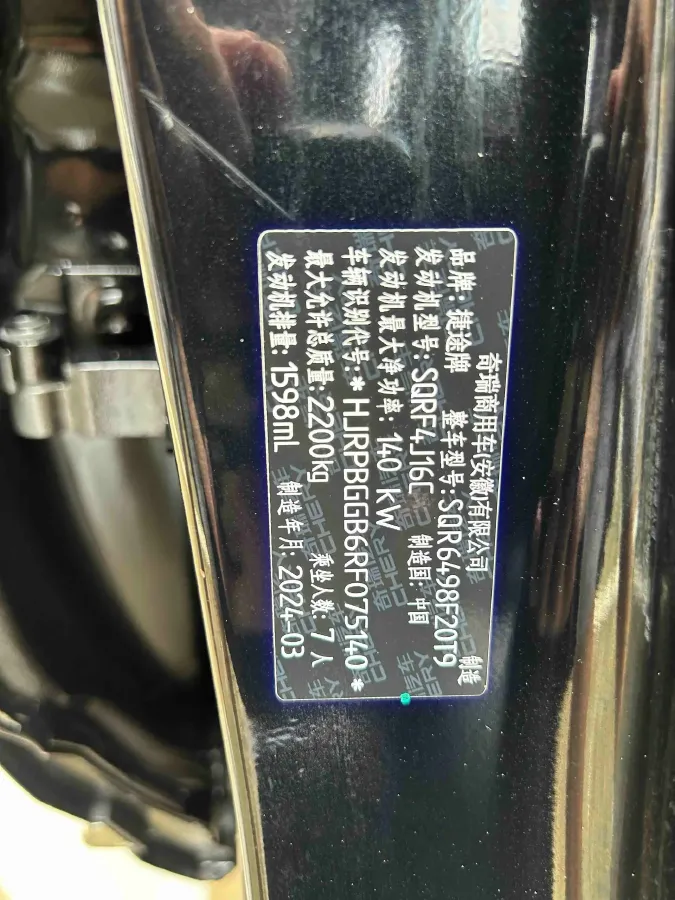 奇瑞商用车(安徽)有限公司 制造
品牌:捷途牌 整车型号:SQR6498F20T9
发动机型号:SQRF4J16C 制造国:中国
发动机最大净功率:140 kW
车辆识别代号:*HJRPBGGB6RF075140*
最大允许总质量:2200kg 乘坐人数:7人
发动机排量:1598mL 制造年月:2024-03